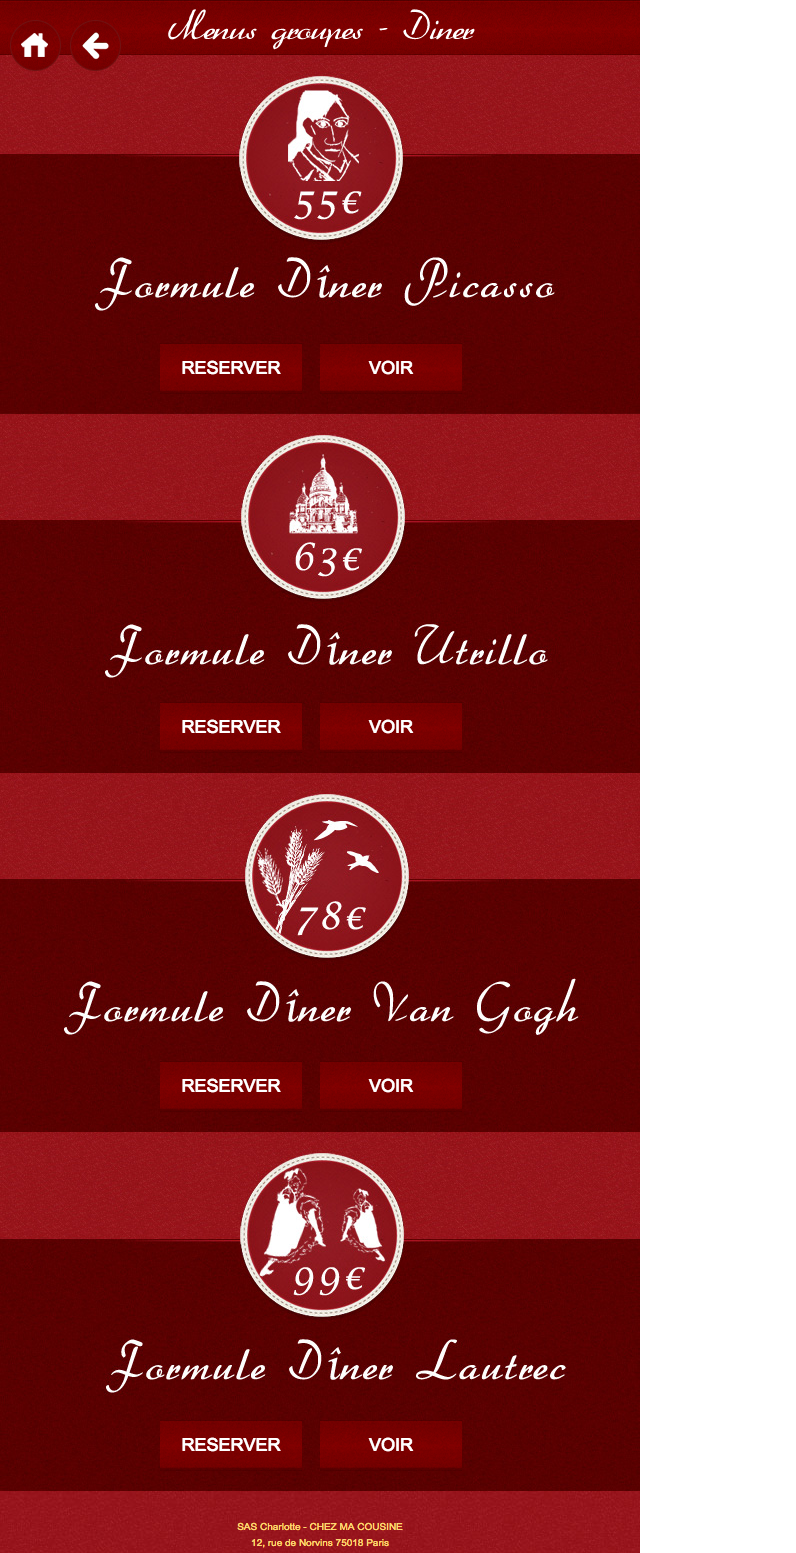 Menus groupes - Diner
55€
Formule Dîner Picasso
RESERVER VOIR
63€
Formule Dîner Utrillo
RESERVER VOIR
78€
Formule Dîner Van Gogh
RESERVER VOIR
99€
Formule Dîner Lautrec
RESERVER VOIR
SAS Charlotte - CHEZ MA COUSINE
12, rue de Norvins 75018 Paris